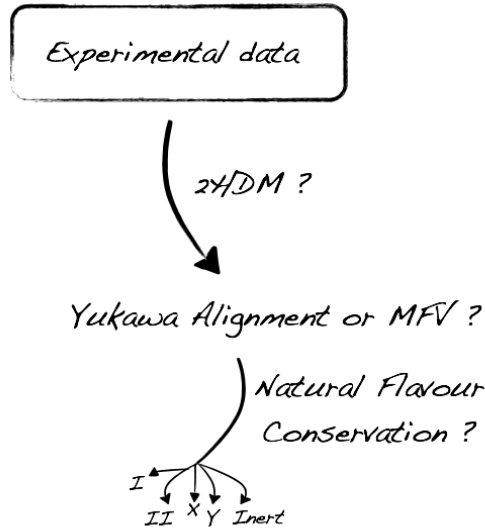 Experimental data
2HDM ?
Yukawa Alignment or MFV ?
Natural Flavour
Conservation ?
I
II X Y Inert